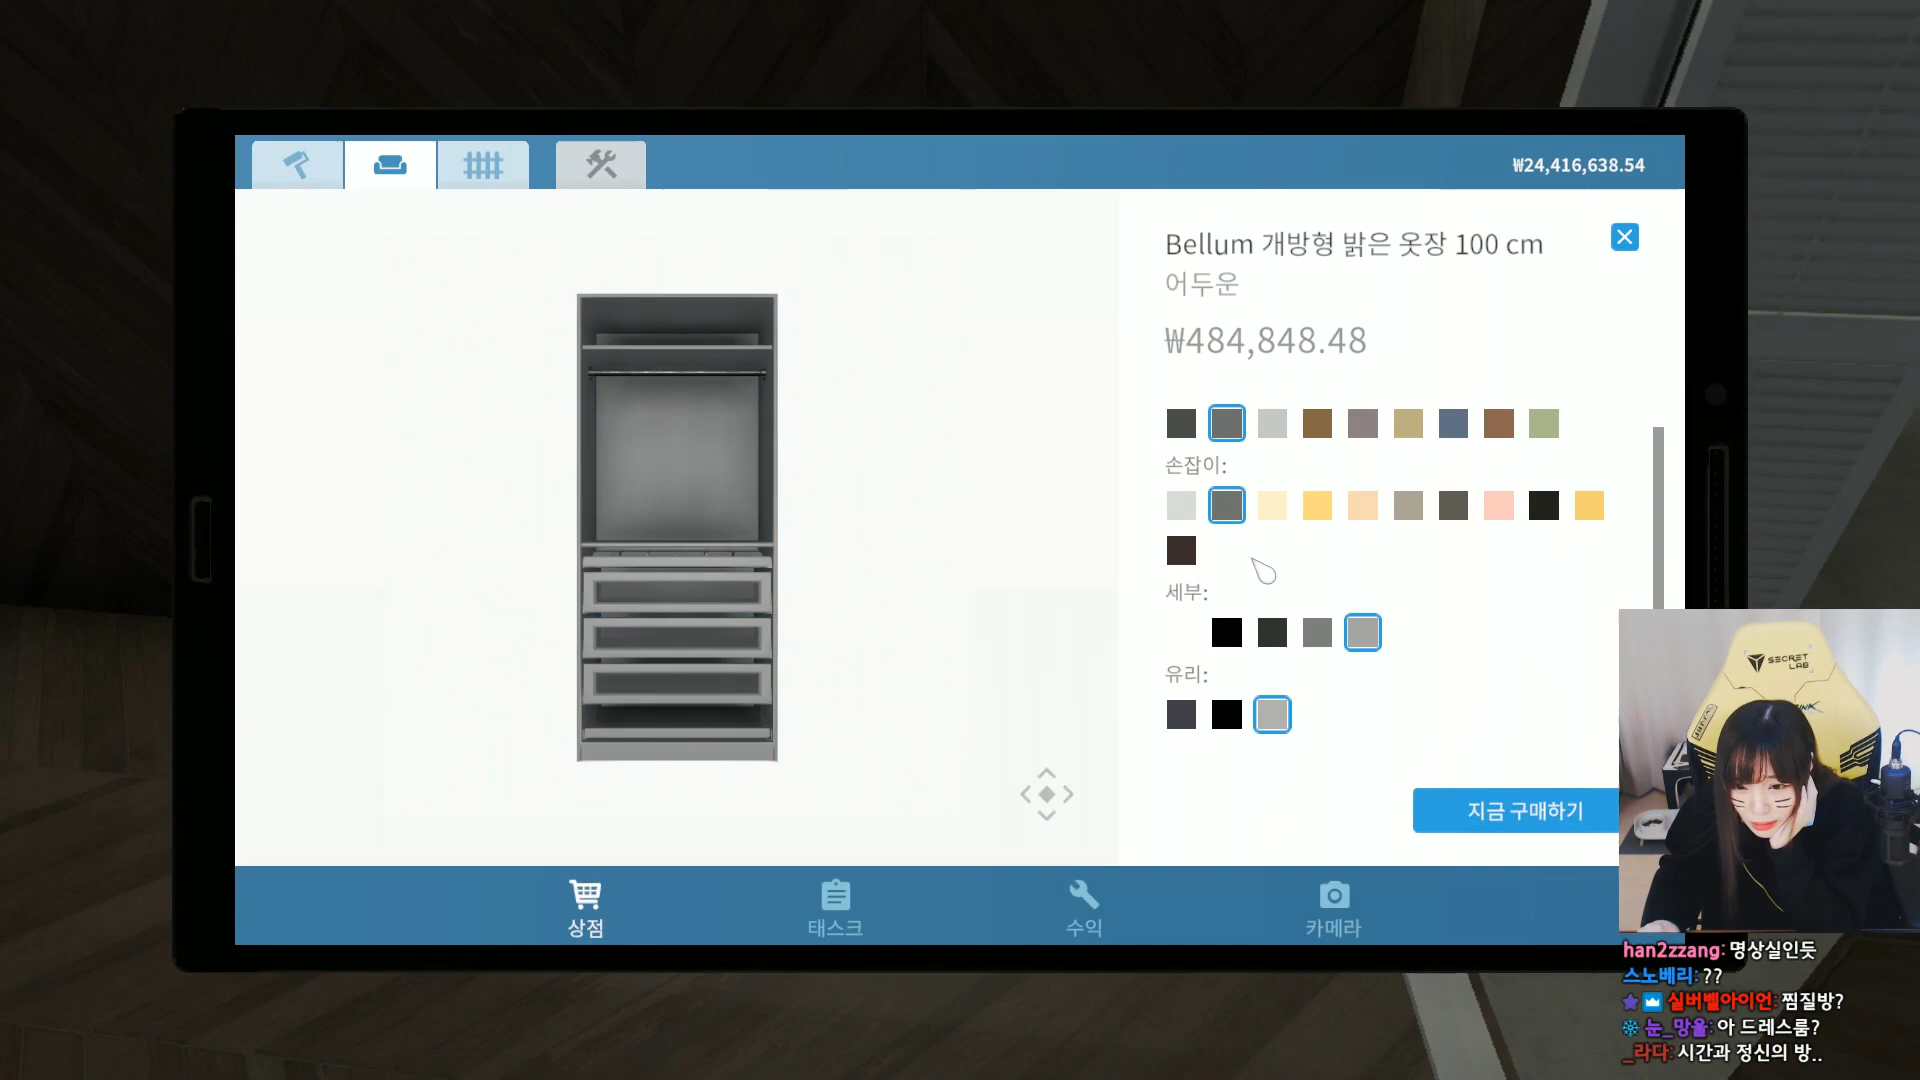 ₩24,416,638.54
Bellum 개방형 밝은 옷장 100 cm
어두운
₩484,848.48
손잡이:
세부:
유리:
지금 구매하기
상점
태스크
수익
카메라
SECRET LAB
han2zzang: 명상실인듯
스노베리: ??
실버벨아이언: 찜질방?
눈_망울: 아 드레스룸?
_라다: 시간과 정신의 방..